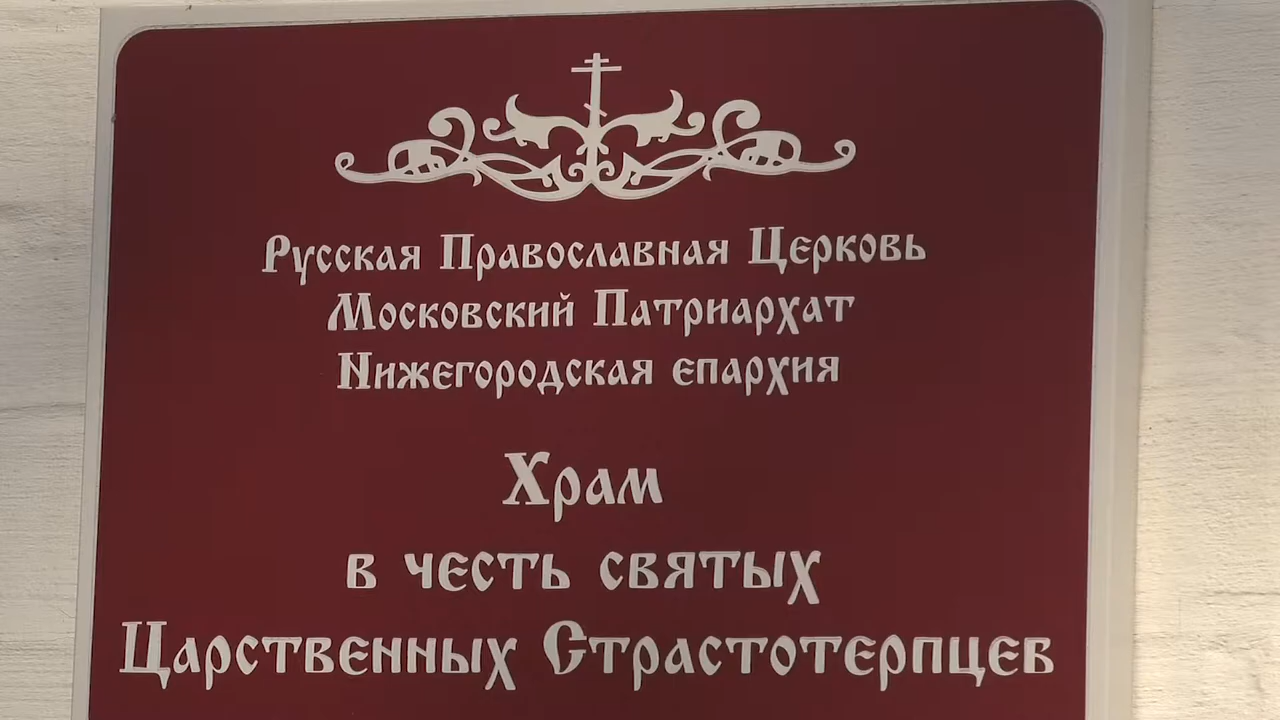 Русская Православная Церковь
Московский Патриархат
Нижегородская епархия
Храм
в честь святых
Царственных Страстотерпцев